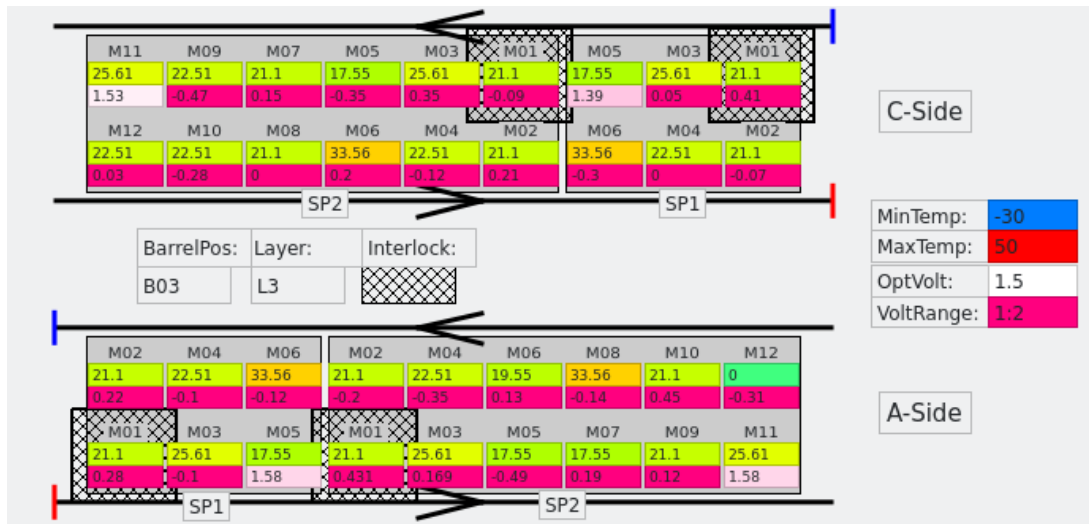 M11 M09 M07 M05 M03 M01 M05 M03 M01
25.61 22.51 21.1 17.55 25.61 21.1 17.55 25.61 21.1
1.53 -0.47 0.15 -0.35 0.35 -0.09 1.39 0.05 0.41
C-Side
M12 M10 M08 M06 M04 M02 M06 M04 M02
22.51 22.51 21.1 33.56 22.51 21.1 33.56 22.51 21.1
0.03 -0.28 0 0.2 -0.12 0.21 -0.3 0 -0.07
SP2 SP1
MinTemp: -30
MaxTemp: 50
OptVolt: 1.5
VoltRange: 1:2
BarrelPos: Layer: Interlock:
B03 L3
M02 M04 M06 M02 M04 M06 M08 M10 M12
21.1 22.51 33.56 21.1 22.51 19.55 33.56 21.1 0
0.22 -0.1 -0.12 -0.2 -0.35 0.13 -0.14 0.45 -0.31
A-Side
M01 M03 M05 M01 M03 M05 M07 M09 M11
21.1 25.61 17.55 21.1 25.61 17.55 17.55 21.1 25.61
0.28 -0.1 1.58 0.431 0.169 -0.49 0.19 0.12 1.58
SP1 SP2